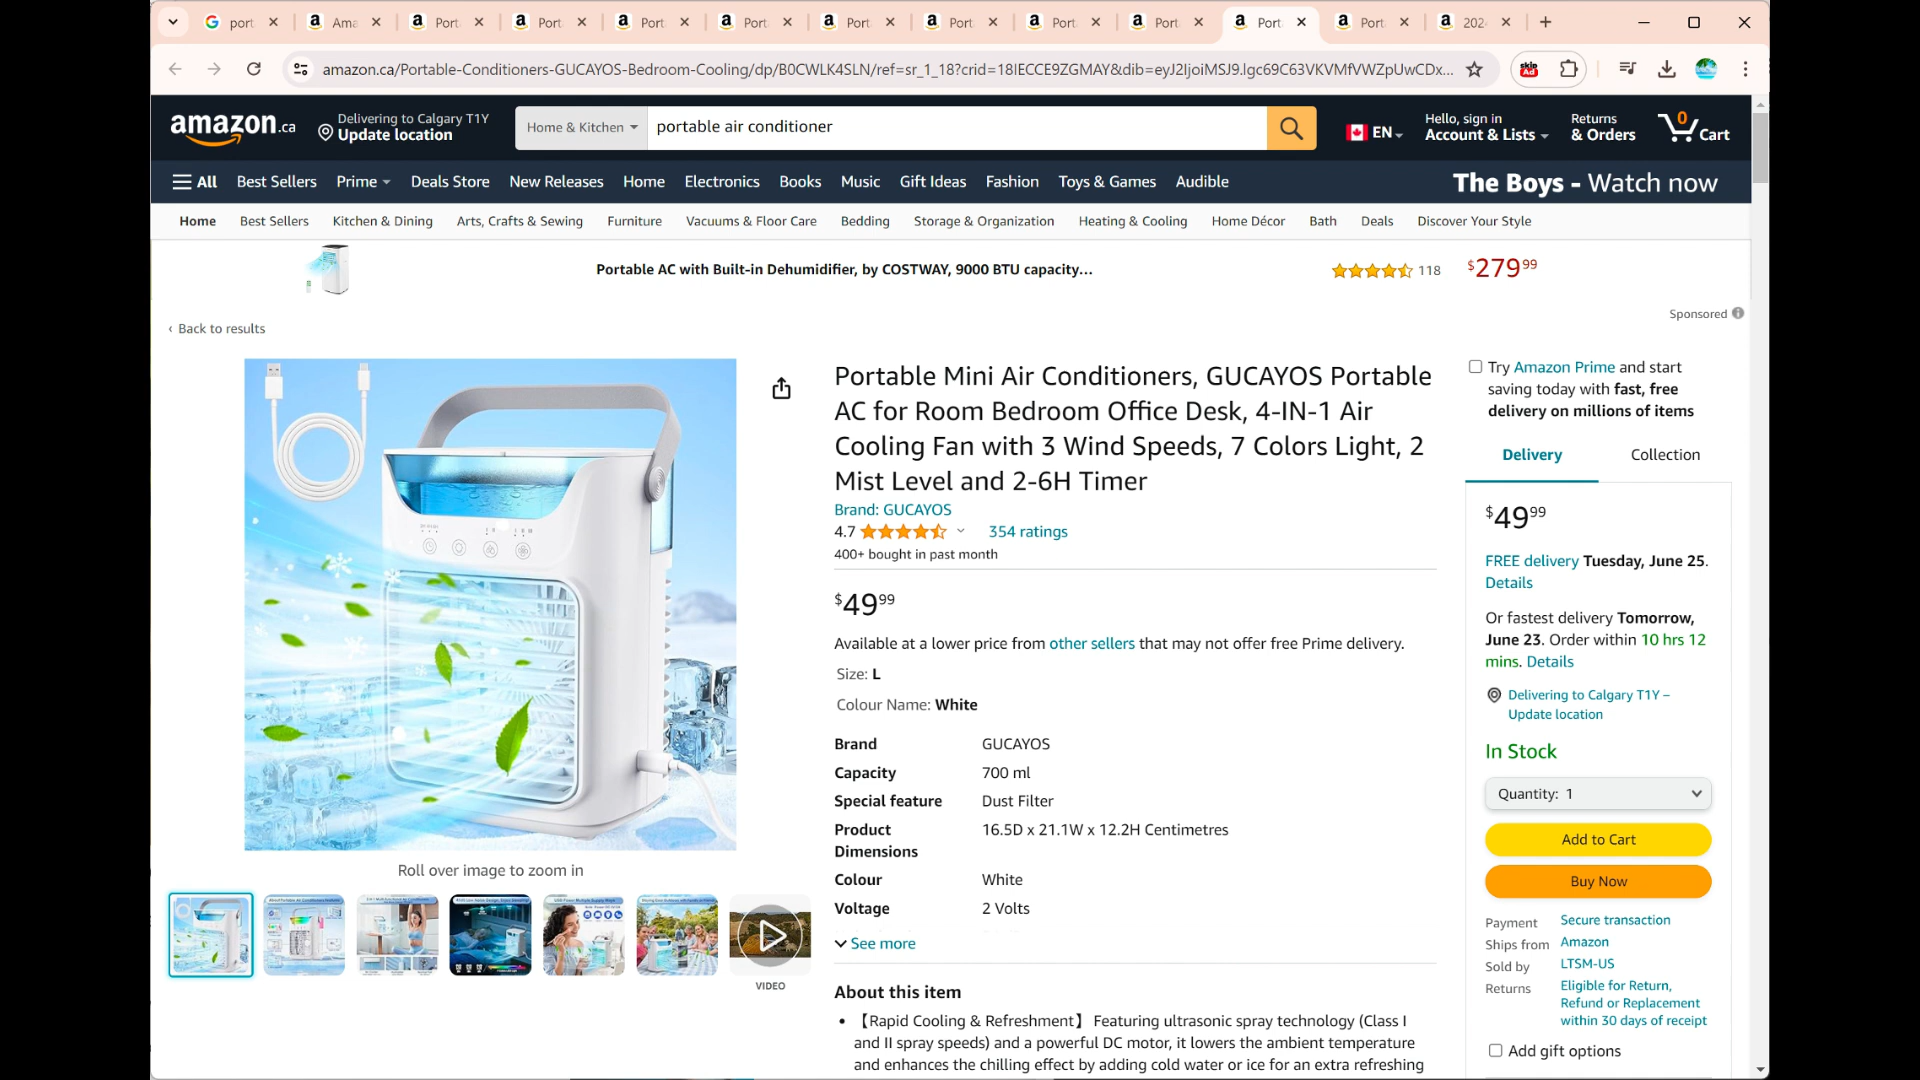 port
Ama
Port
Port
Port
Port
Port
Port
Port
Port
Port
Port
202
amazon.ca/Portable-Conditioners-GUCAYOS-Bedroom-Cooling/dp/B0CWLK4SLN/ref=sr_1_18?crid=18IECCE9ZGMAY&dib=eyJ2IjoiMSJ9.lgc69C63VKVMfVWZpUwCDx...
skip
Ad
amazon.ca
Delivering to Calgary T1Y
Update location
Home & Kitchen
portable air conditioner
EN
Hello, sign in
Account & Lists
Returns
& Orders
0
Cart
All
Best Sellers
Prime
Deals Store
New Releases
Home
Electronics
Books
Music
Gift Ideas
Fashion
Toys & Games
Audible
The Boys - Watch now
Home
Best Sellers
Kitchen & Dining
Arts, Crafts & Sewing
Furniture
Vacuums & Floor Care
Bedding
Storage & Organization
Heating & Cooling
Home Décor
Bath
Deals
Discover Your Style
Portable AC with Built-in Dehumidifier, by COSTWAY, 9000 BTU capacity...
118
$279 99
Sponsored
‹ Back to results
Roll over image to zoom in
VIDEO
Portable Mini Air Conditioners, GUCAYOS Portable
AC for Room Bedroom Office Desk, 4-IN-1 Air
Cooling Fan with 3 Wind Speeds, 7 Colors Light, 2
Mist Level and 2-6H Timer
Brand: GUCAYOS
4.7
354 ratings
400+ bought in past month
$49 99
Available at a lower price from other sellers that may not offer free Prime delivery.
Size: L
Colour Name: White
Brand GUCAYOS
Capacity 700 ml
Special feature Dust Filter
Product 16.5D x 21.1W x 12.2H Centimetres
Dimensions
Colour White
Voltage 2 Volts
See more
About this item
• 【Rapid Cooling & Refreshment】 Featuring ultrasonic spray technology (Class I
and II spray speeds) and a powerful DC motor, it lowers the ambient temperature
and enhances the chilling effect by adding cold water or ice for an extra refreshing
Try Amazon Prime and start
saving today with fast, free
delivery on millions of items
Delivery
Collection
$49 99
FREE delivery Tuesday, June 25.
Details
Or fastest delivery Tomorrow,
June 23. Order within 10 hrs 12
mins. Details
Delivering to Calgary T1Y –
Update location
In Stock
Quantity: 1
Add to Cart
Buy Now
Payment Secure transaction
Ships from Amazon
Sold by LTSM-US
Returns Eligible for Return,
Refund or Replacement
within 30 days of receipt
Add gift options